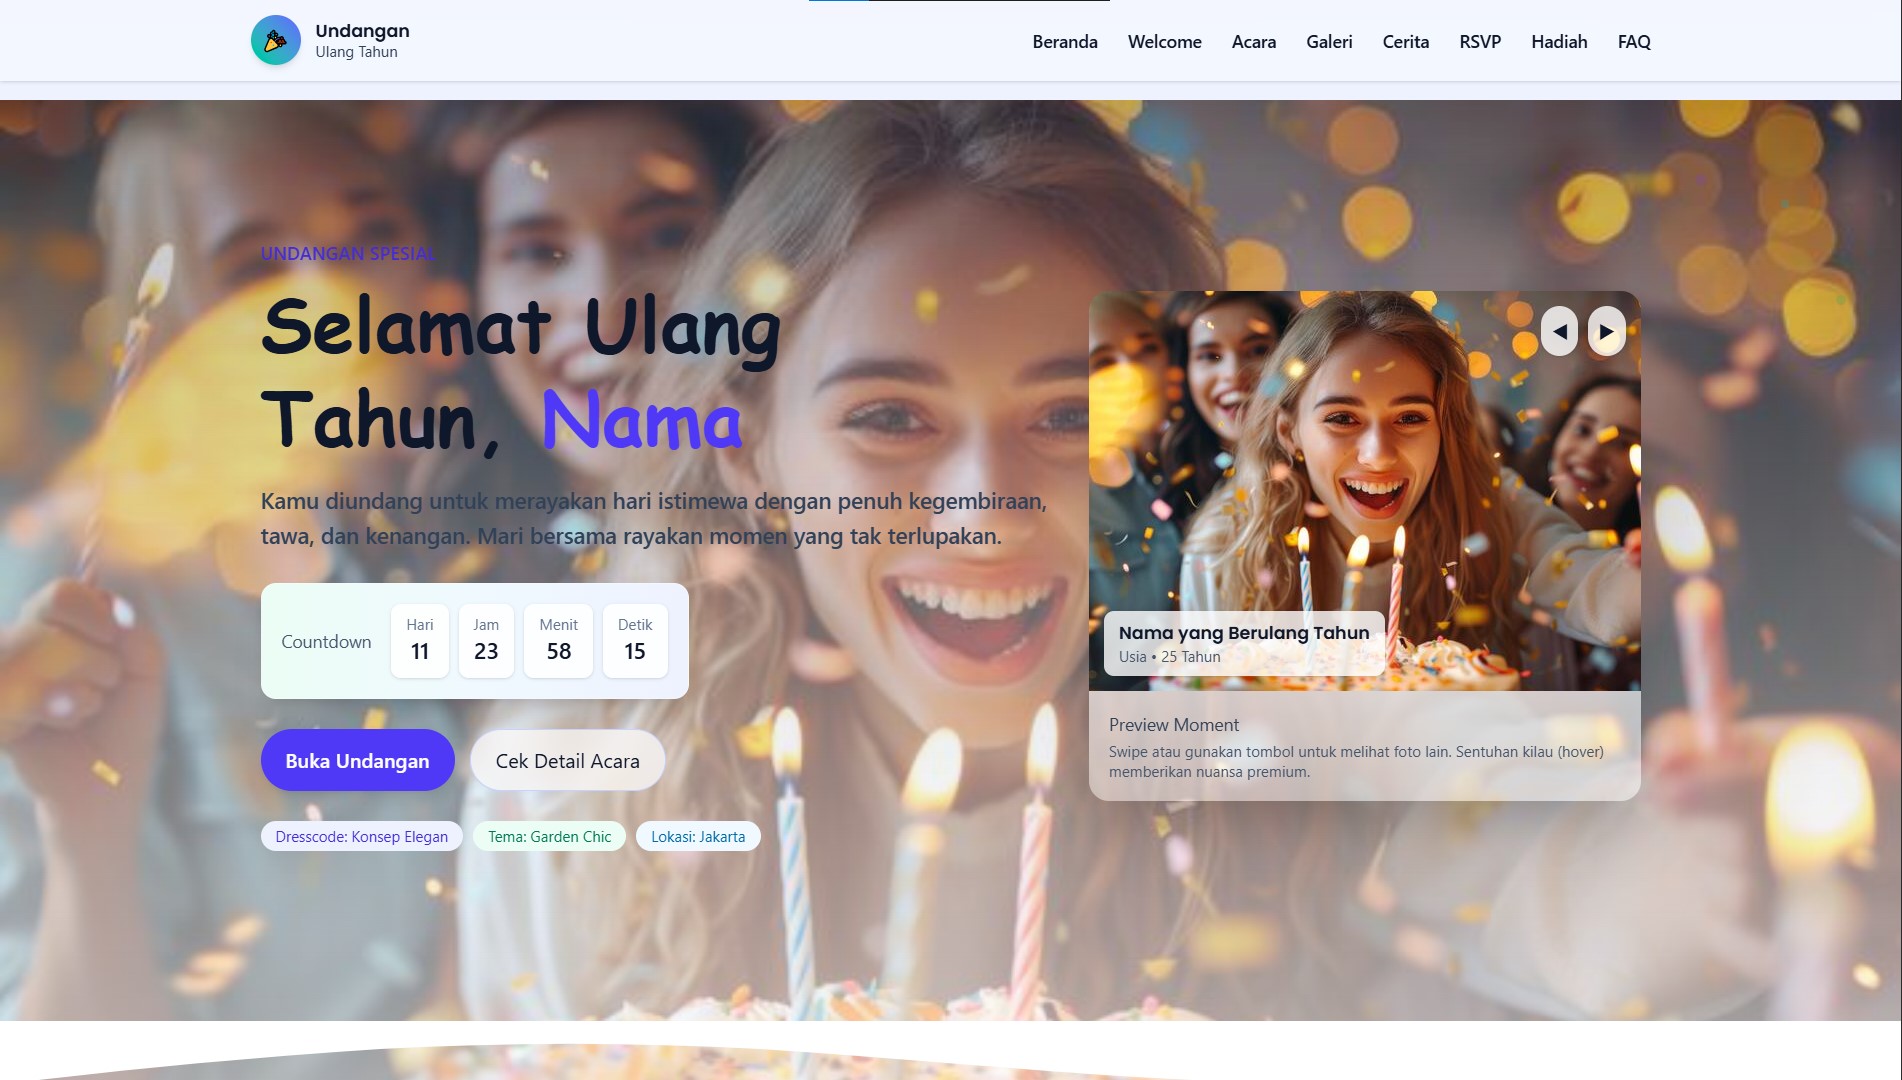 Undangan
Ulang Tahun
Beranda
Welcome
Acara
Galeri
Cerita
RSVP
Hadiah
FAQ
UNDANGAN SPESIAL
Selamat Ulang
Tahun, Nama
Kamu diundang untuk merayakan hari istimewa dengan penuh kegembiraan,
tawa, dan kenangan. Mari bersama rayakan momen yang tak terlupakan.
Countdown
Hari
11
Jam
23
Menit
58
Detik
15
Buka Undangan
Cek Detail Acara
Dresscode: Konsep Elegan
Tema: Garden Chic
Lokasi: Jakarta
Nama yang Berulang Tahun
Usia • 25 Tahun
Preview Moment
Swipe atau gunakan tombol untuk melihat foto lain. Sentuhan kilau (hover)
memberikan nuansa premium.